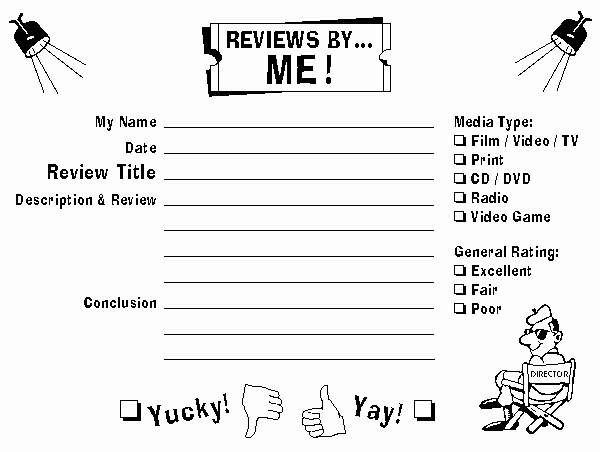 REVIEWS BY...
ME!
My Name
Date
Review Title
Description & Review
Conclusion
Media Type:
Film / Video / TV
Print
CD / DVD
Radio
Video Game
General Rating:
Excellent
Fair
Poor
DIRECTOR
Yucky! Yay!